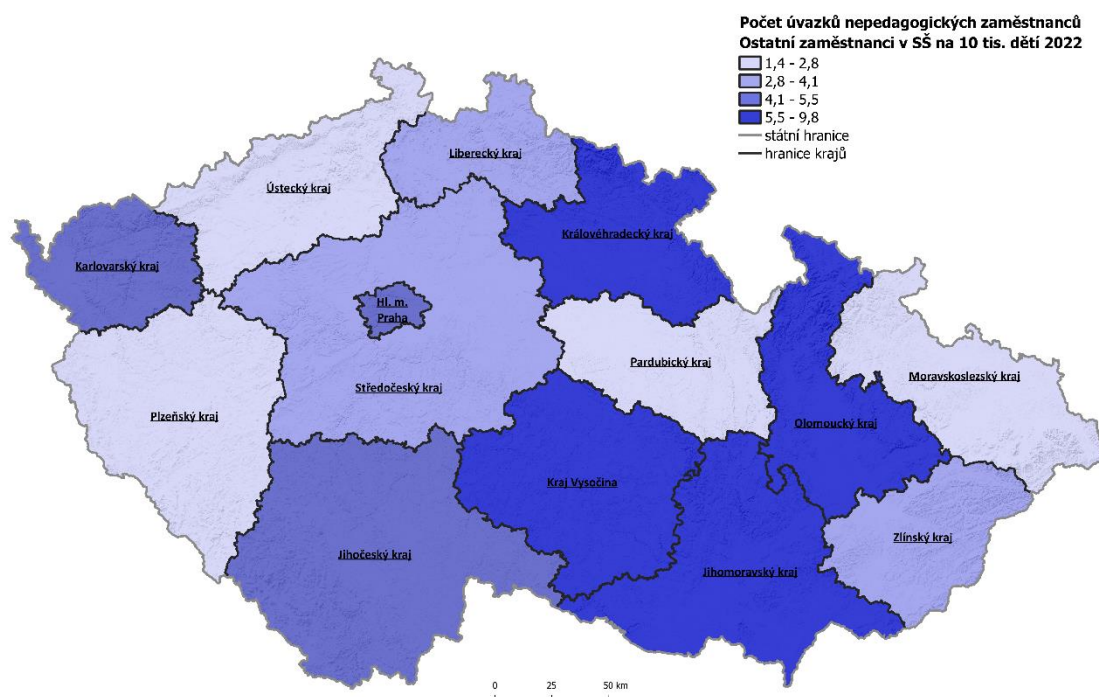 Počet úvazků nepedagogických zaměstnanců
Ostatní zaměstnanci v SŠ na 10 tis. dětí 2022
1,4 - 2,8
2,8 - 4,1
4,1 - 5,5
5,5 - 9,8
státní hranice
hranice krajů
Liberecký kraj
Ústecký kraj
Královéhradecký kraj
Karlovarský kraj
Hl. m.
Praha
Pardubický kraj
Moravskoslezský kraj
Středočeský kraj
Plzeňský kraj
Olomoucký kraj
Kraj Vysočina
Zlínský kraj
Jihočeský kraj
Jihomoravský kraj
0 25 50 km